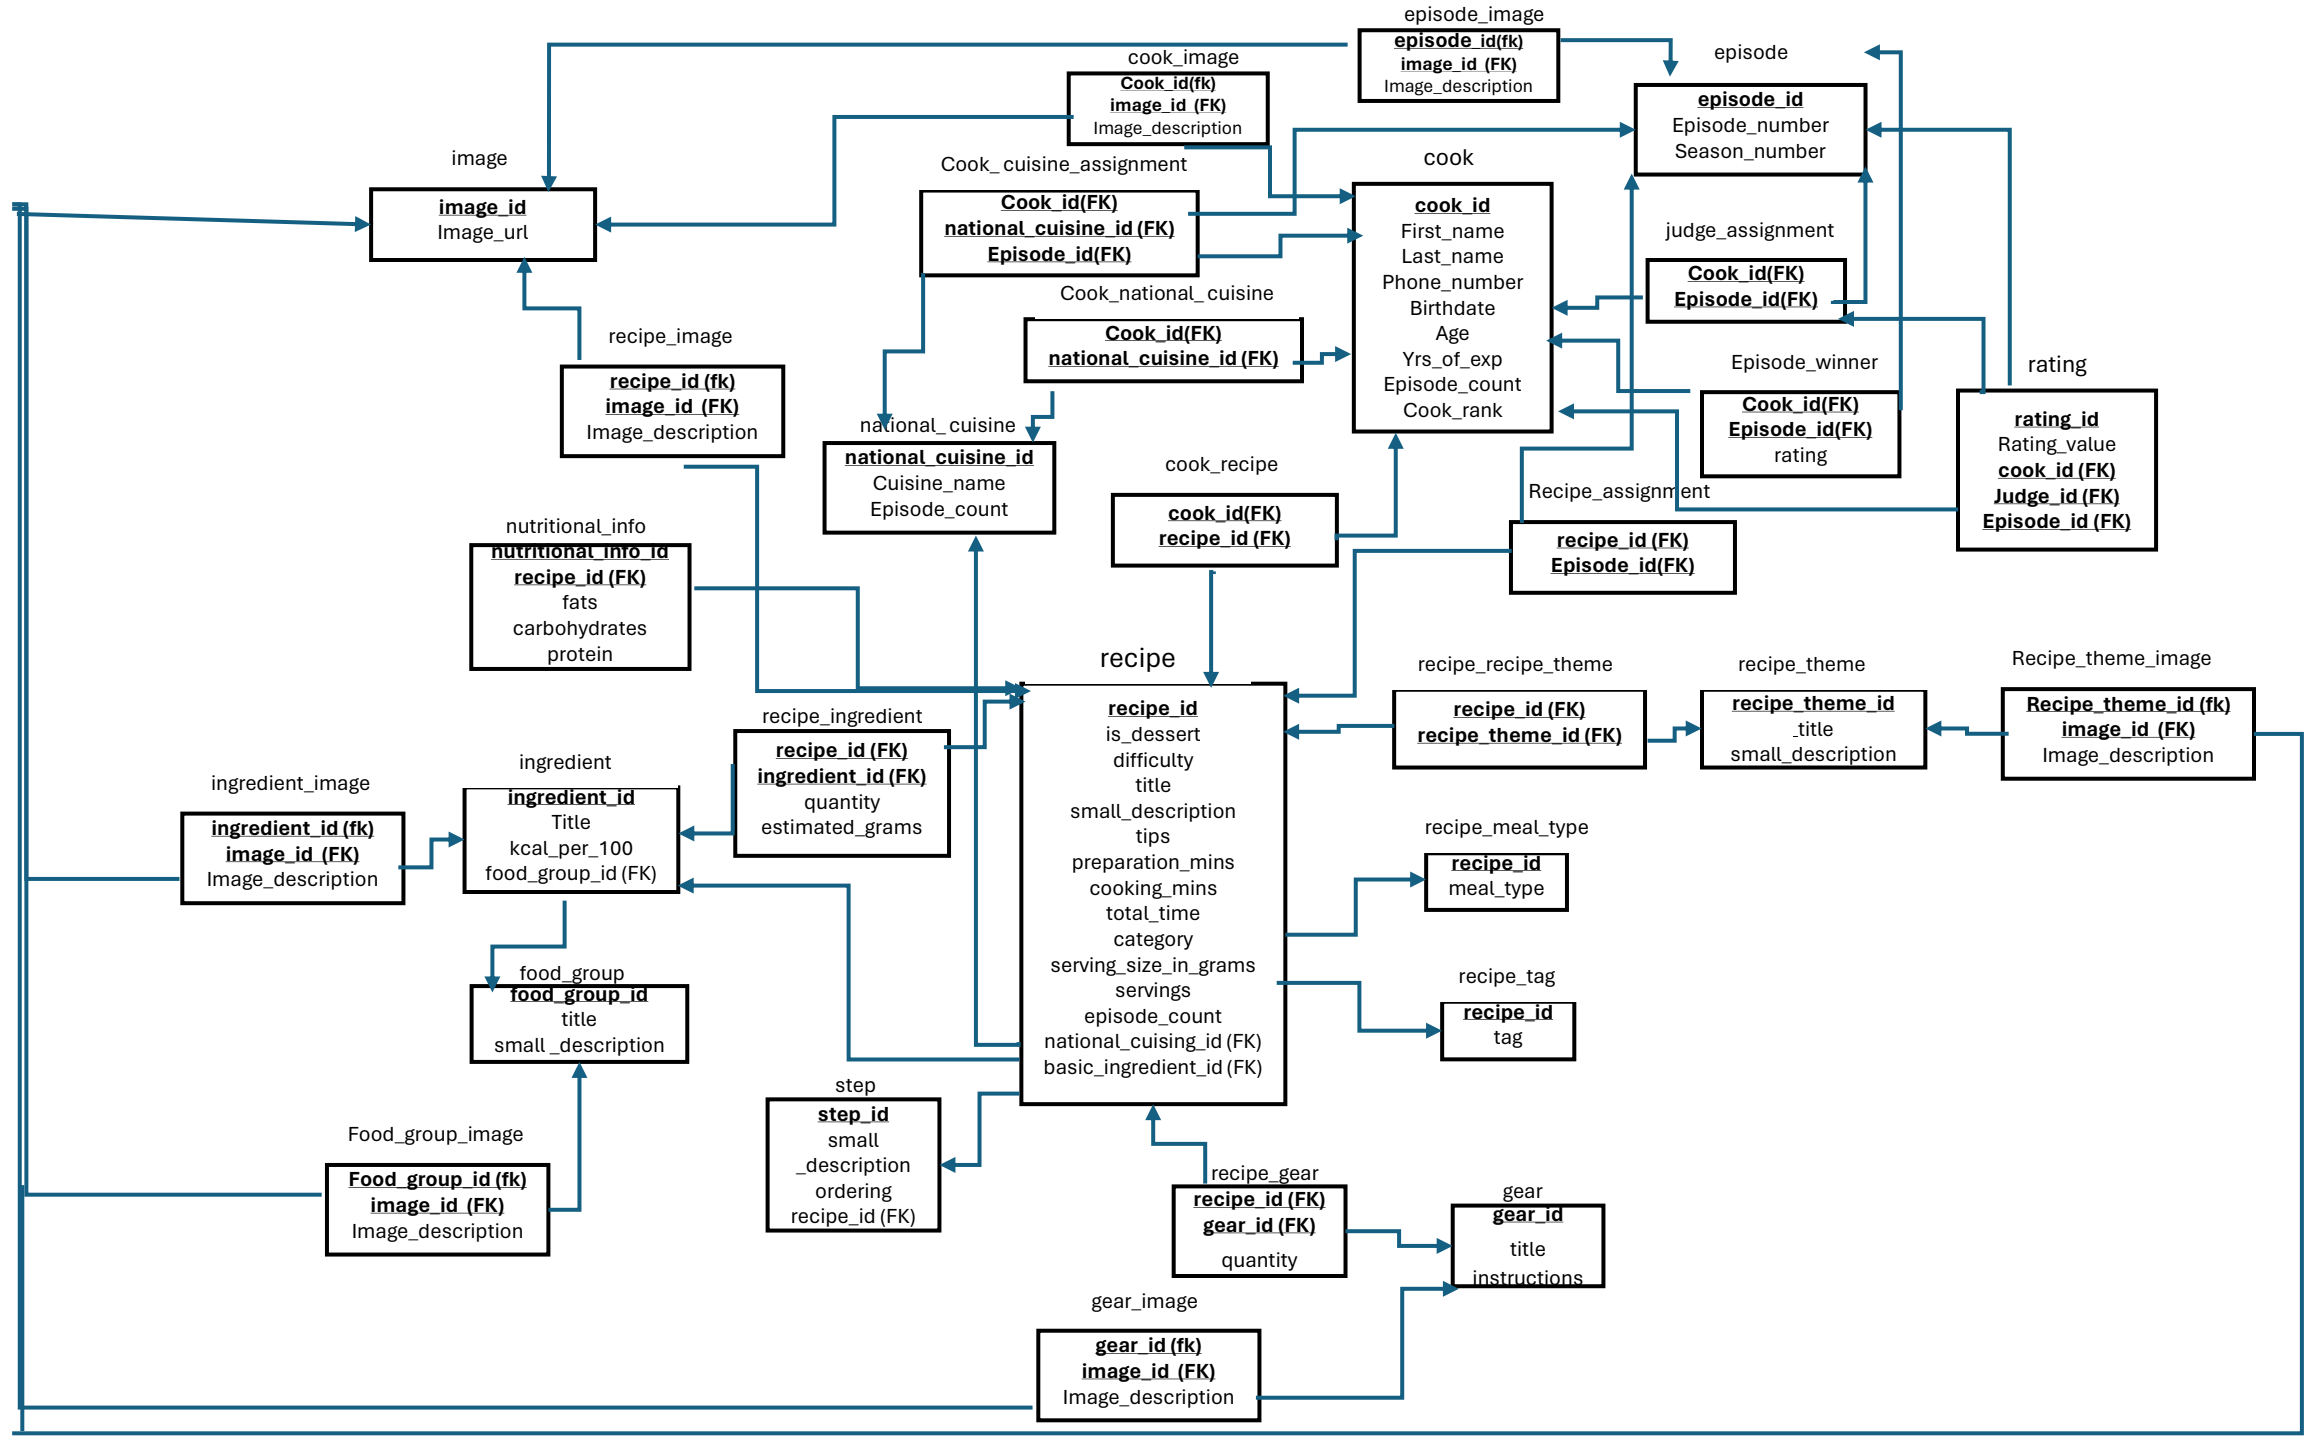 episode_image
episode_id(fk)
image_id (FK)
Image_description
cook_image
Cook_id(fk)
image_id (FK)
Image_description
episode
episode_id
Episode_number
Season_number
image
image_id
Image_url
Cook_ cuisine_assignment
Cook_id(FK)
national_cuisine_id (FK)
Episode_id(FK)
cook
cook_id
First_name
Last_name
Phone_number
Birthdate
Age
Yrs_of_exp
Episode_count
Cook_rank
judge_assignment
Cook_id(FK)
Episode_id(FK)
Cook_national_ cuisine
Cook_id(FK)
national_cuisine_id (FK)
recipe_image
recipe_id (fk)
image_id (FK)
Image_description
Episode_winner
Cook_id(FK)
Episode_id(FK)
rating
rating
rating_id
Rating_value
cook_id (FK)
Judge_id (FK)
Episode_id (FK)
national_ cuisine
national_cuisine_id
Cuisine_name
Episode_count
cook_recipe
cook_id(FK)
recipe_id (FK)
Recipe_assignment
recipe_id (FK)
Episode_id(FK)
nutritional_info
nutritional_info_id
recipe_id (FK)
fats
carbohydrates
protein
recipe
recipe_id
is_dessert
difficulty
title
small_description
tips
preparation_mins
cooking_mins
total_time
category
serving_size_in_grams
servings
episode_count
national_cuising_id (FK)
basic_ingredient_id (FK)
recipe_recipe_theme
recipe_id (FK)
recipe_theme_id (FK)
recipe_theme
recipe_theme_id
_title
small_description
Recipe_theme_image
Recipe_theme_id (fk)
image_id (FK)
Image_description
recipe_ingredient
recipe_id (FK)
ingredient_id (FK)
quantity
estimated_grams
ingredient
ingredient_id
Title
kcal_per_100
food_group_id (FK)
ingredient_image
ingredient_id (fk)
image_id (FK)
Image_description
recipe_meal_type
recipe_id
meal_type
recipe_tag
recipe_id
tag
food_group
food_group_id
title
small _description
step
step_id
small
_description
ordering
recipe_id (FK)
Food_group_image
Food_group_id (fk)
image_id (FK)
Image_description
recipe_gear
recipe_id (FK)
gear_id (FK)
quantity
gear
gear_id
title
instructions
gear_image
gear_id (fk)
image_id (FK)
Image_description